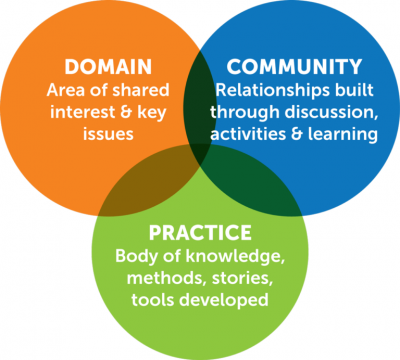 DOMAIN
Area of shared
interest & key
issues
COMMUNITY
Relationships built
through discussion,
activities & learning
PRACTICE
Body of knowledge,
methods, stories,
tools developed